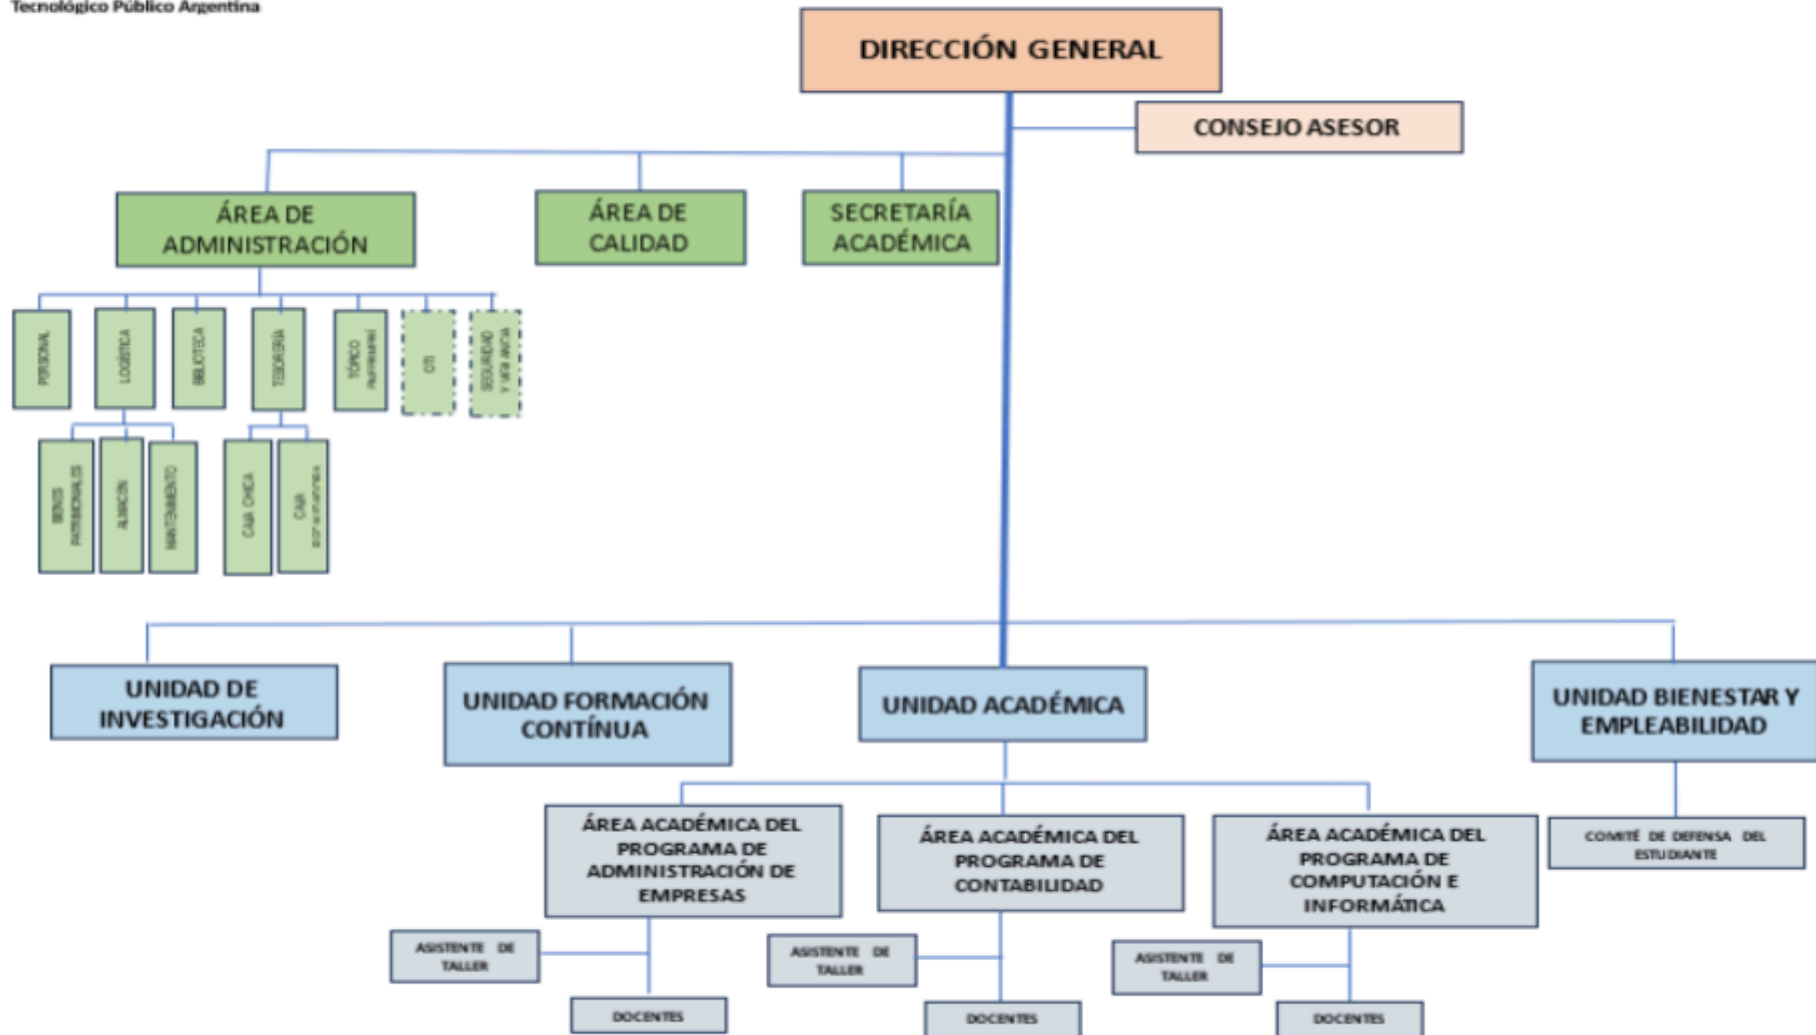 Tecnológico Público Argentina
DIRECCIÓN GENERAL
CONSEJO ASESOR
ÁREA DE
ADMINISTRACIÓN
ÁREA DE
CALIDAD
SECRETARÍA
ACADÉMICA
PERSONAL
LOGÍSTICA
BIBLIOTECA
TESORERÍA
TÓPICO
OTI
SEGURIDAD
Y VIGILANCIA
BIENES
PATRIMONIALES
ALMACEN
MANTENIMIENTO
CAJA CHICA
CAJA
UNIDAD DE
INVESTIGACIÓN
UNIDAD FORMACIÓN
CONTÍNUA
UNIDAD ACADÉMICA
UNIDAD BIENESTAR Y
EMPLEABILIDAD
ÁREA ACADÉMICA DEL
PROGRAMA DE
ADMINISTRACIÓN DE
EMPRESAS
ÁREA ACADÉMICA DEL
PROGRAMA DE
CONTABILIDAD
ÁREA ACADÉMICA DEL
PROGRAMA DE
COMPUTACIÓN E
INFORMÁTICA
COMITÉ DE DEFENSA DEL
ESTUDIANTE
ASISTENTE DE
TALLER
ASISTENTE DE
TALLER
ASISTENTE DE
TALLER
DOCENTES
DOCENTES
DOCENTES